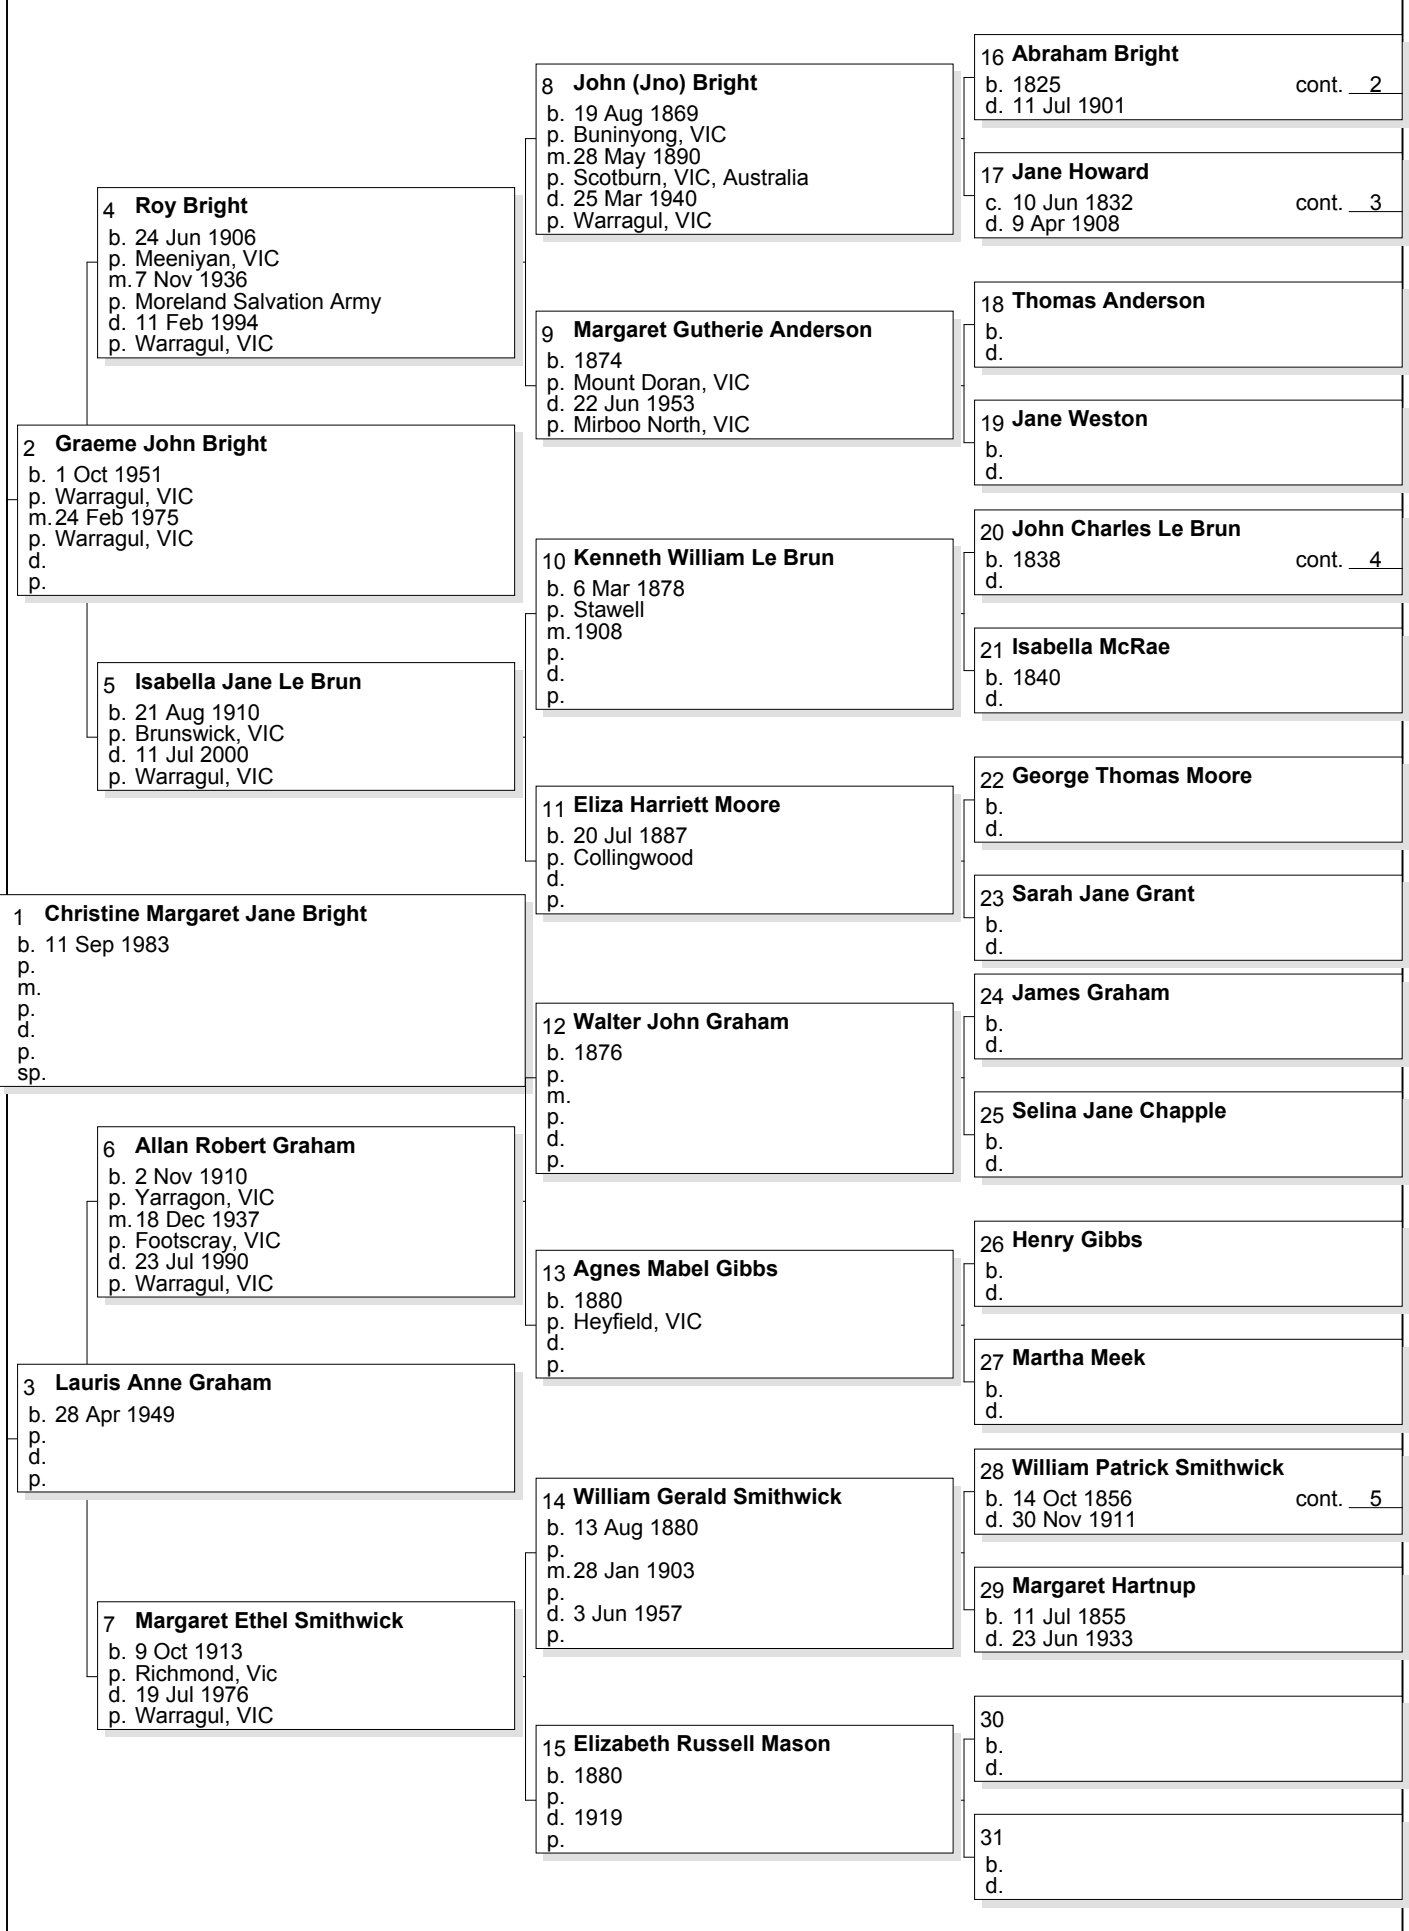 16 Abraham Bright
b. 1825 cont. 2
d. 11 Jul 1901
8 John (Jno) Bright
b. 19 Aug 1869
p. Buninyong, VIC
m. 28 May 1890
p. Scotburn, VIC, Australia
d. 25 Mar 1940
p. Warragul, VIC
17 Jane Howard
c. 10 Jun 1832 cont. 3
d. 9 Apr 1908
4 Roy Bright
b. 24 Jun 1906
p. Meeniyan, VIC
m. 7 Nov 1936
p. Moreland Salvation Army
d. 11 Feb 1994
p. Warragul, VIC
18 Thomas Anderson
b.
d.
9 Margaret Gutherie Anderson
b. 1874
p. Mount Doran, VIC
d. 22 Jun 1953
p. Mirboo North, VIC
19 Jane Weston
b.
d.
2 Graeme John Bright
b. 1 Oct 1951
p. Warragul, VIC
m. 24 Feb 1975
p. Warragul, VIC
d.
p.
20 John Charles Le Brun
b. 1838 cont. 4
d.
10 Kenneth William Le Brun
b. 6 Mar 1878
p. Stawell
m. 1908
p.
d.
p.
21 Isabella McRae
b. 1840
d.
5 Isabella Jane Le Brun
b. 21 Aug 1910
p. Brunswick, VIC
d. 11 Jul 2000
p. Warragul, VIC
22 George Thomas Moore
b.
d.
11 Eliza Harriett Moore
b. 20 Jul 1887
p. Collingwood
d.
p.
23 Sarah Jane Grant
b.
d.
1 Christine Margaret Jane Bright
b. 11 Sep 1983
p.
m.
p.
d.
p.
sp.
24 James Graham
b.
d.
12 Walter John Graham
b. 1876
p.
m.
p.
d.
p.
25 Selina Jane Chapple
b.
d.
6 Allan Robert Graham
b. 2 Nov 1910
p. Yarragon, VIC
m. 18 Dec 1937
p. Footscray, VIC
d. 23 Jul 1990
p. Warragul, VIC
26 Henry Gibbs
b.
d.
13 Agnes Mabel Gibbs
b. 1880
p. Heyfield, VIC
d.
p.
27 Martha Meek
b.
d.
3 Lauris Anne Graham
b. 28 Apr 1949
p.
d.
p.
28 William Patrick Smithwick
b. 14 Oct 1856 cont. 5
d. 30 Nov 1911
14 William Gerald Smithwick
b. 13 Aug 1880
p.
m. 28 Jan 1903
p.
d. 3 Jun 1957
p.
29 Margaret Hartnup
b. 11 Jul 1855
d. 23 Jun 1933
7 Margaret Ethel Smithwick
b. 9 Oct 1913
p. Richmond, Vic
d. 19 Jul 1976
p. Warragul, VIC
30
b.
d.
15 Elizabeth Russell Mason
b. 1880
p.
d. 1919
p.
31
b.
d.